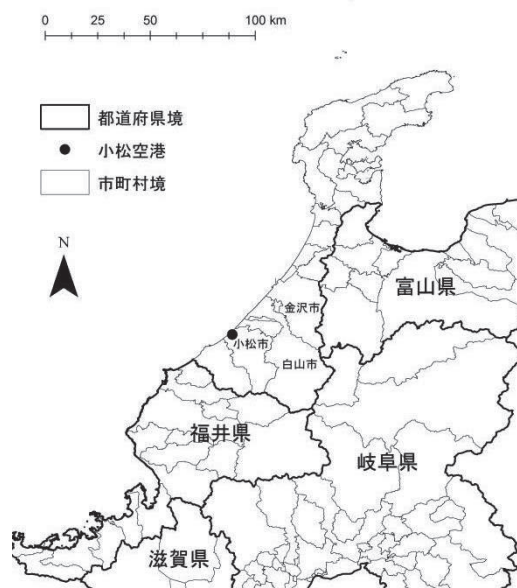 0 25 50 100 km
都道府県境
小松空港
市町村境
N
富山県
金沢市
小松市
白山市
福井県
岐阜県
滋賀県